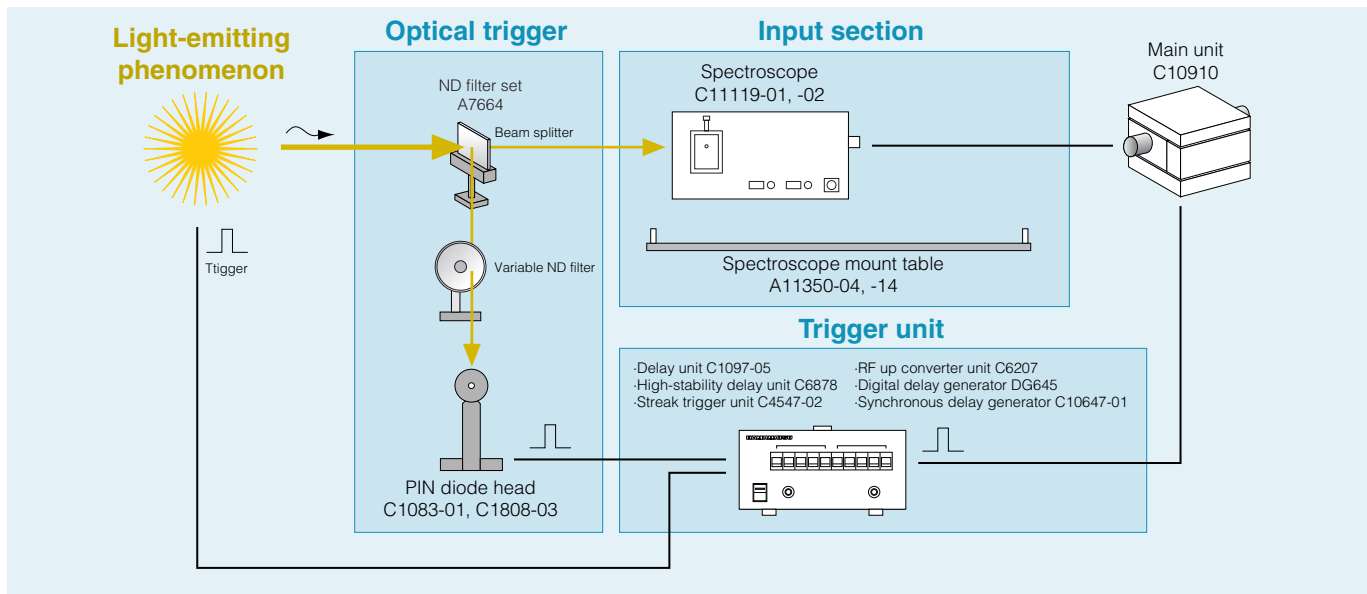 Light-emitting
phenomenon
Ttigger
Optical trigger
ND filter set
A7664
Beam splitter
Variable ND filter
PIN diode head
C1083-01, C1808-03
Input section
Spectroscope
C11119-01, -02
Spectroscope mount table
A11350-04, -14
Main unit
C10910
Trigger unit
·Delay unit C1097-05
·High-stability delay unit C6878
·Streak trigger unit C4547-02
·RF up converter unit C6207
·Digital delay generator DG645
·Synchronous delay generator C10647-01
HAMAMATSU